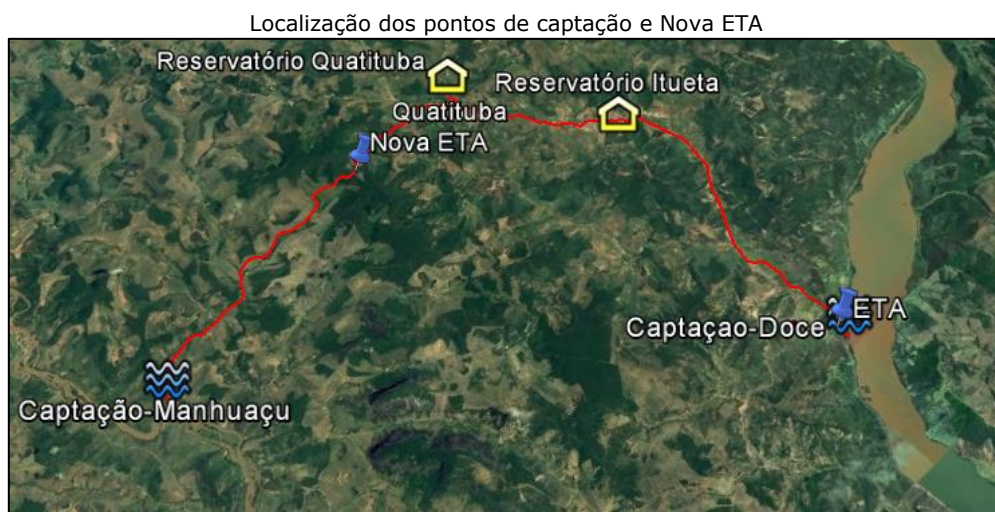 Localização dos pontos de captação e Nova ETA
Reservatório Quatituba
Reservatório Itueta
Quatituba
Nova ETA
ETA
Captaçao-Doce
Captação-Manhuaçu